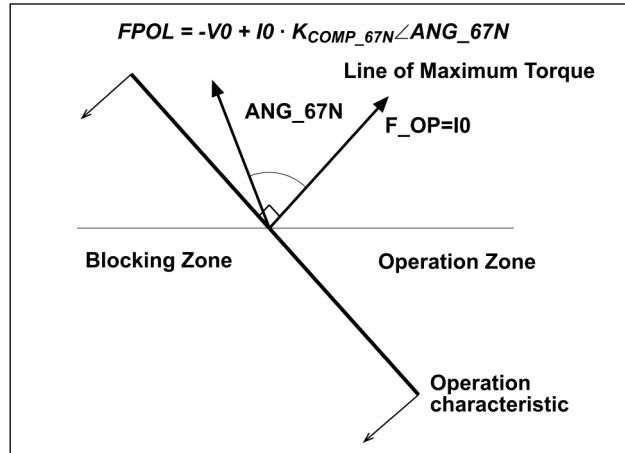 FPOL = -V0 + I0 · K_COMP_67N∠ANG_67N
Line of Maximum Torque
ANG_67N
F_OP=I0
Blocking Zone
Operation Zone
Operation
characteristic